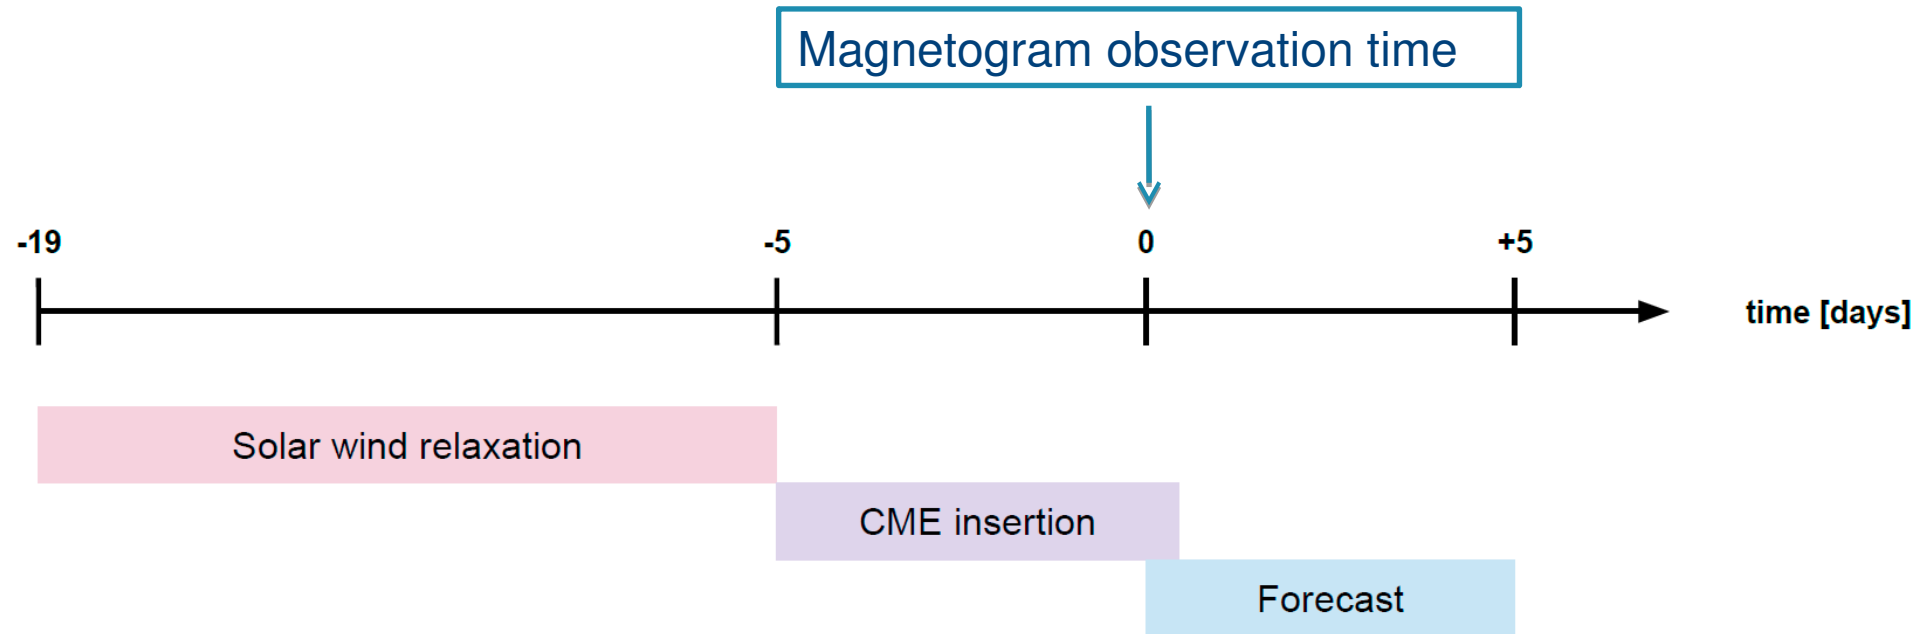 Magnetogram observation time
-19
-5
0
+5
time [days]
Solar wind relaxation
CME insertion
Forecast